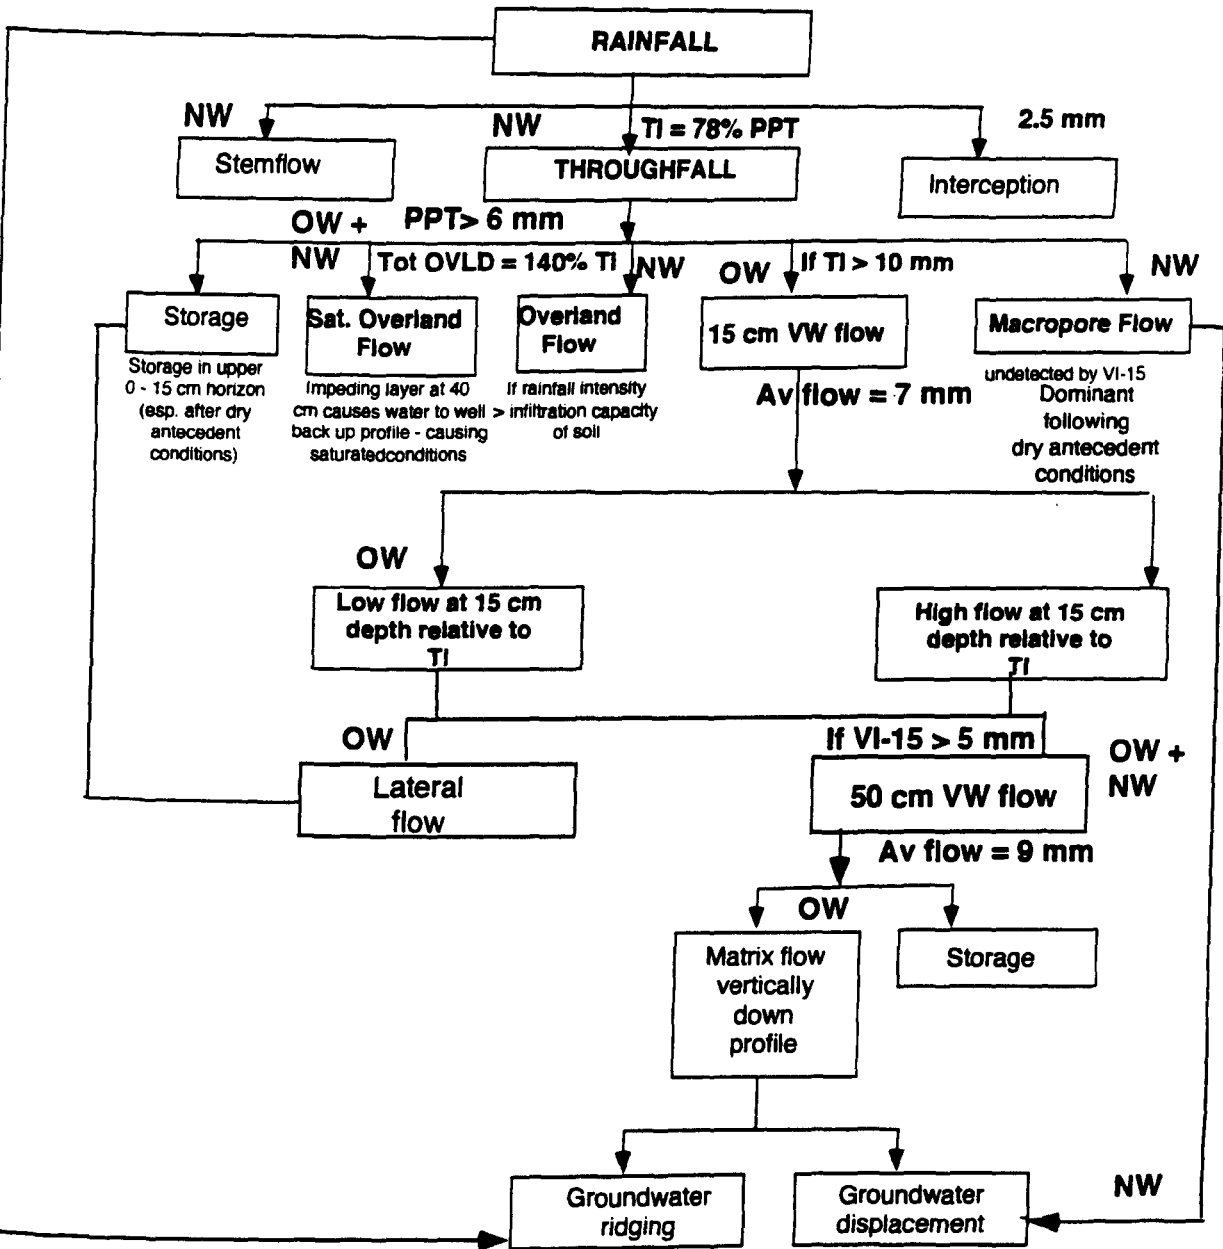 RAINFALL
NW
NW
TI = 78% PPT
2.5 mm
Stemflow
THROUGHFALL
Interception
OW +
NW
PPT> 6 mm
Tot OVLD = 140% TI
NW
OW
If TI > 10 mm
NW
Storage
Sat. Overland
Flow
Overland
Flow
15 cm VW flow
Macropore Flow
Storage in upper
0 - 15 cm horizon
(esp. after dry
antecedent
conditions)
Impeding layer at 40
cm causes water to well
back up profile - causing
saturatedconditions
If rainfall intensity
> infiltration capacity
of soil
Av flow = 7 mm
undetected by VI-15
Dominant
following
dry antecedent
conditions
OW
Low flow at 15 cm
depth relative to
TI
High flow at 15 cm
depth relative to
TI
OW
If VI-15 > 5 mm
OW +
NW
Lateral
flow
50 cm VW flow
Av flow = 9 mm
OW
Matrix flow
vertically
down
profile
Storage
Groundwater
ridging
Groundwater
displacement
NW